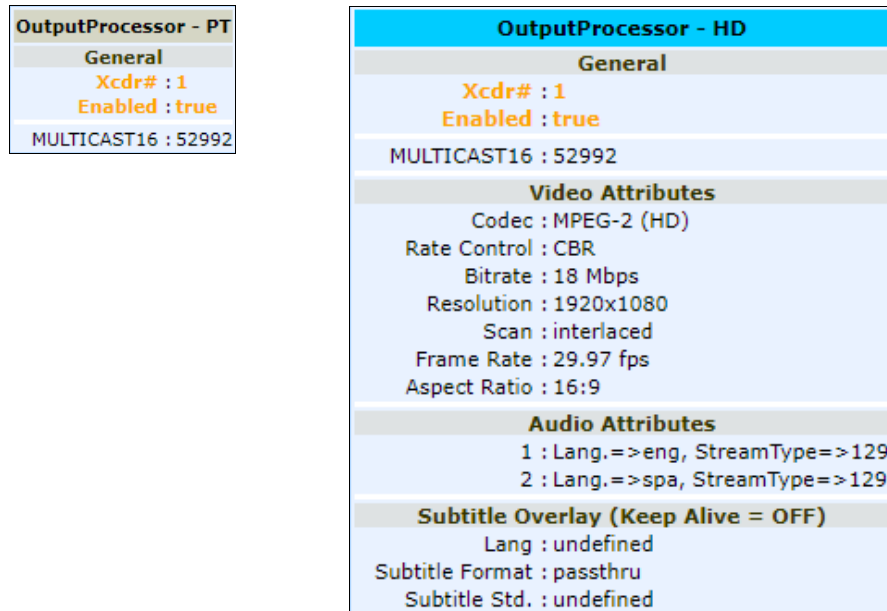 OutputProcessor - PT
General
Xcdr# : 1
Enabled : true
MULTICAST16 : 52992
OutputProcessor - HD
General
Xcdr# : 1
Enabled : true
MULTICAST16 : 52992
Video Attributes
Codec : MPEG-2 (HD)
Rate Control : CBR
Bitrate : 18 Mbps
Resolution : 1920x1080
Scan : interlaced
Frame Rate : 29.97 fps
Aspect Ratio : 16:9
Audio Attributes
1 : Lang.=>eng, StreamType=>129
2 : Lang.=>spa, StreamType=>129
Subtitle Overlay (Keep Alive = OFF)
Lang : undefined
Subtitle Format : passthru
Subtitle Std. : undefined